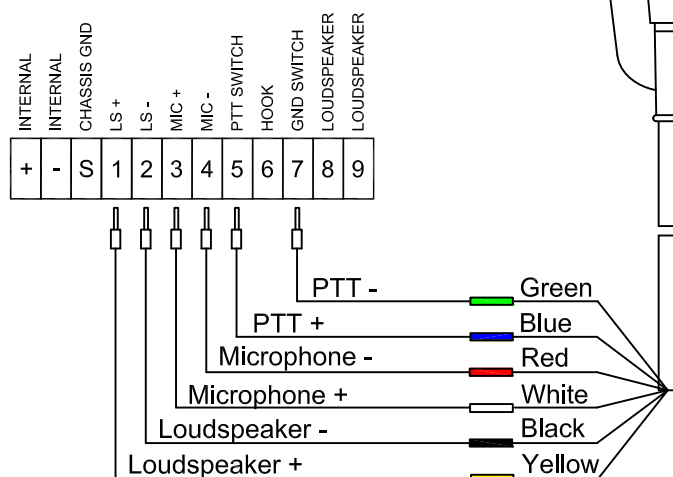 INTERNAL
INTERNAL
CHASSIS GND
LS +
LS -
MIC +
MIC -
PTT SWITCH
HOOK
GND SWITCH
LOUDSPEAKER
LOUDSPEAKER
+ - S 1 2 3 4 5 6 7 8 9
PTT - Green
PTT + Blue
Microphone - Red
Microphone + White
Loudspeaker - Black
Loudspeaker + Yellow